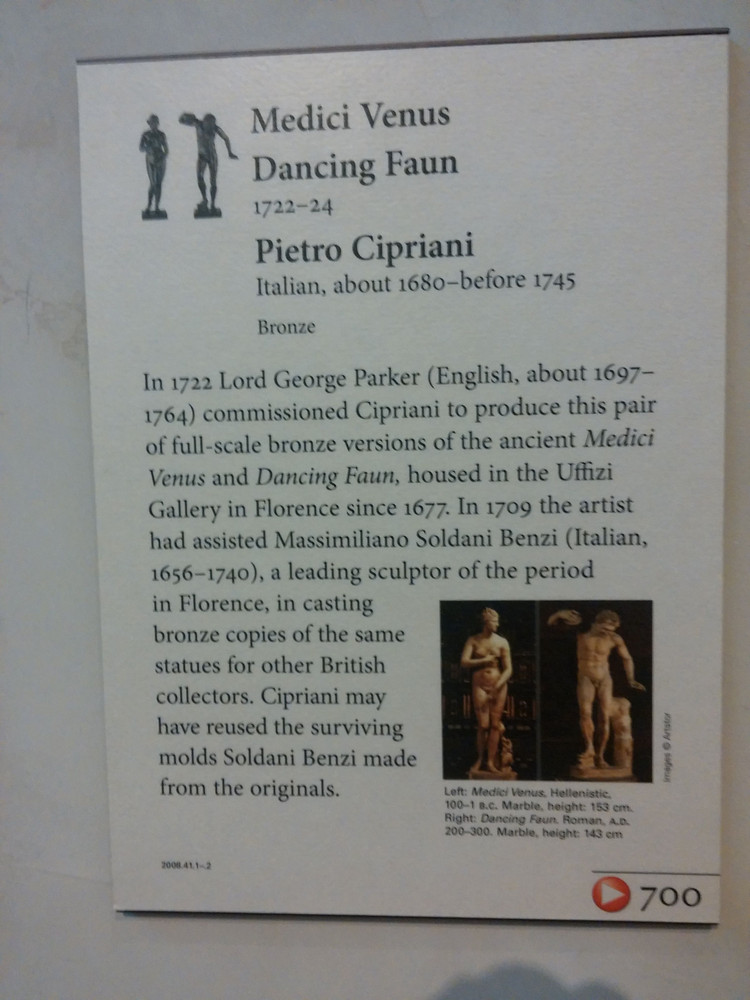 Medici Venus
Dancing Faun
1722–24
Pietro Cipriani
Italian, about 1680–before 1745
Bronze
In 1722 Lord George Parker (English, about 1697–
1764) commissioned Cipriani to produce this pair
of full-scale bronze versions of the ancient Medici
Venus and Dancing Faun, housed in the Uffizi
Gallery in Florence since 1677. In 1709 the artist
had assisted Massimiliano Soldani Benzi (Italian,
1656–1740), a leading sculptor of the period
in Florence, in casting
bronze copies of the same
statues for other British
collectors. Cipriani may
have reused the surviving
molds Soldani Benzi made
from the originals.
Images © Artstor
Left: Medici Venus, Hellenistic,
100–1 B.C. Marble, height: 153 cm.
Right: Dancing Faun. Roman, A.D.
200–300. Marble, height: 143 cm
2008.41.1–.2
700